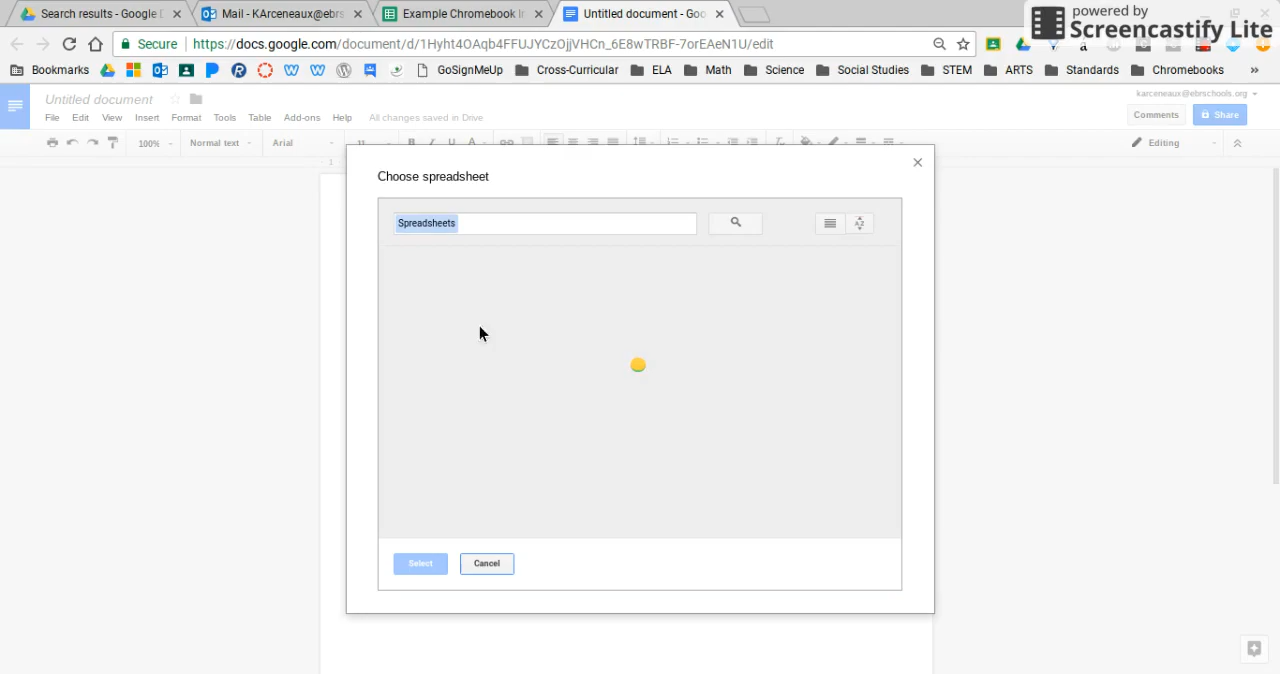 Search results - Google D
Mail - KArceneaux@ebrs
Example Chromebook In
Untitled document - Goo
powered by
Screencastify Lite
Secure
https://docs.google.com/document/d/1Hyht4OAqb4FFUJYCzOjjVHCn_6E8wTRBF-7orEAeN1U/edit
Bookmarks
GoSignMeUp
Cross-Curricular
ELA
Math
Science
Social Studies
STEM
ARTS
Standards
Chromebooks
»
Untitled document
karceneaux@ebrschools.org
File
Edit
View
Insert
Format
Tools
Table
Add-ons
Help
All changes saved in Drive
Comments
Share
100%
Normal text
Arial
11
Editing
1
Choose spreadsheet
Spreadsheets
AZ
Select
Cancel